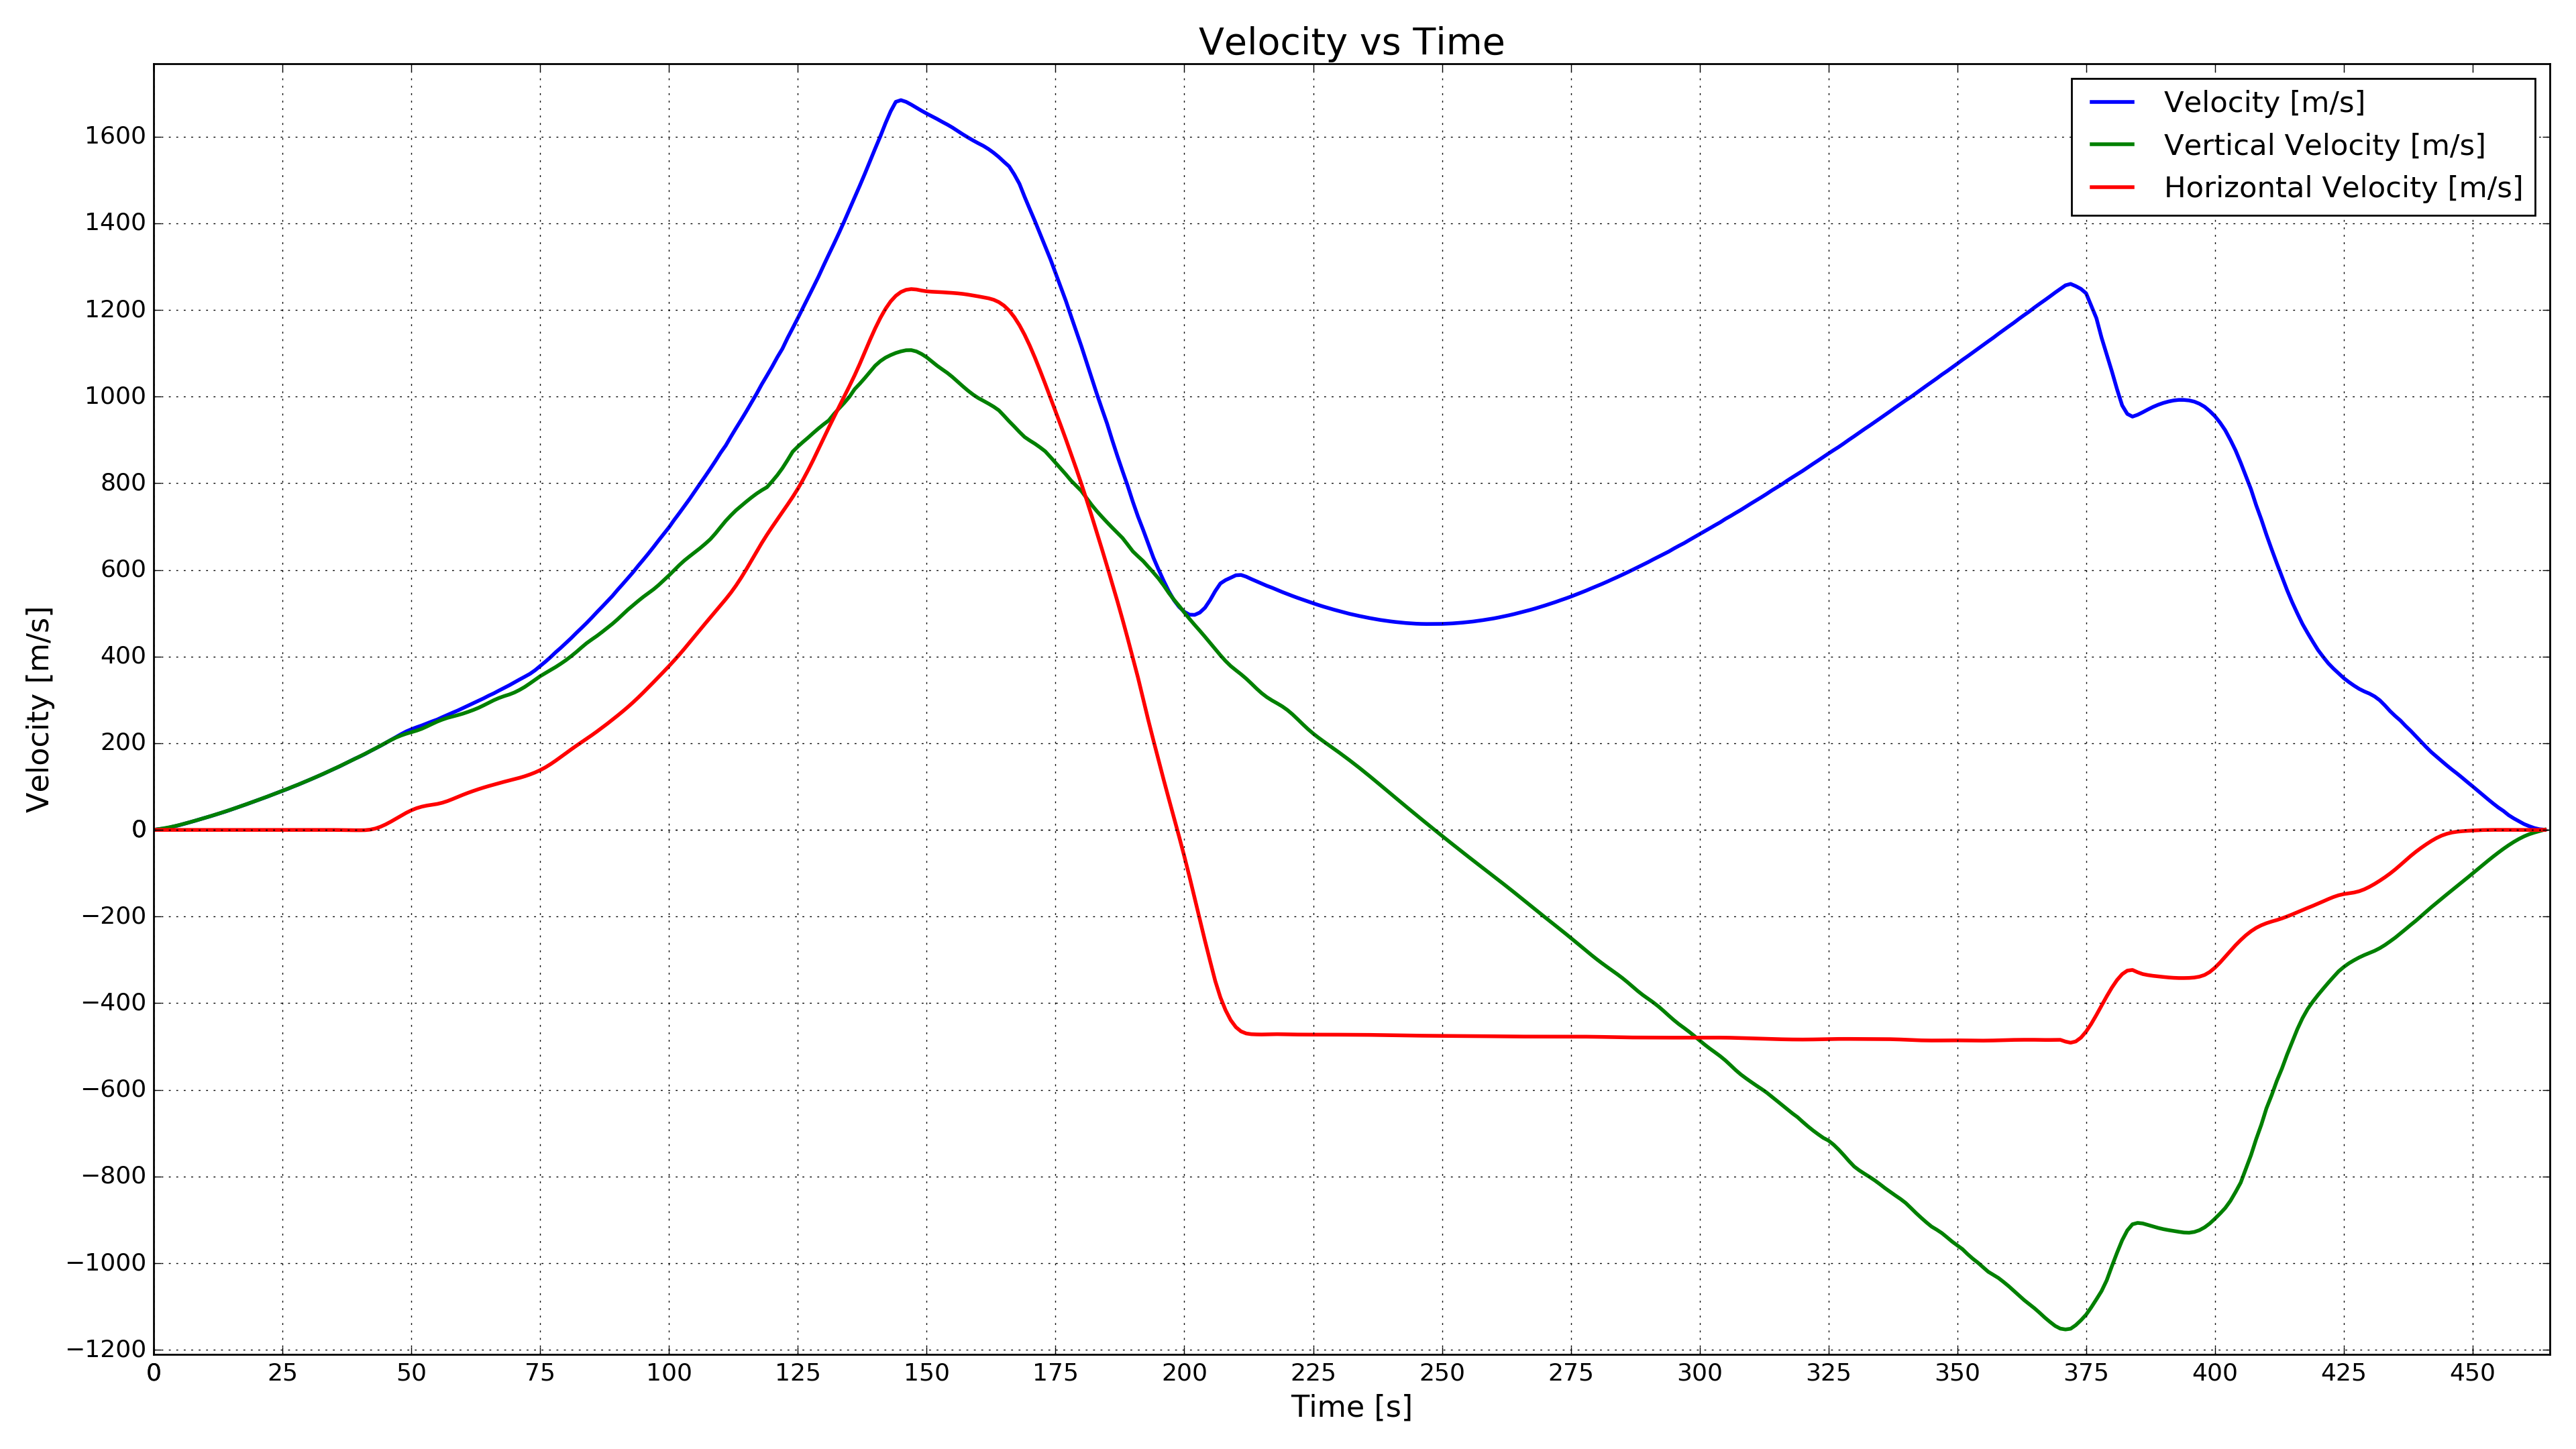 Velocity vs Time
Velocity [m/s]
Vertical Velocity [m/s]
Horizontal Velocity [m/s]
Velocity [m/s]
1600
1400
1200
1000
800
600
400
200
0
−200
−400
−600
−800
−1000
−1200
0 25 50 75 100 125 150 175 200 225 250 275 300 325 350 375 400 425 450
Time [s]